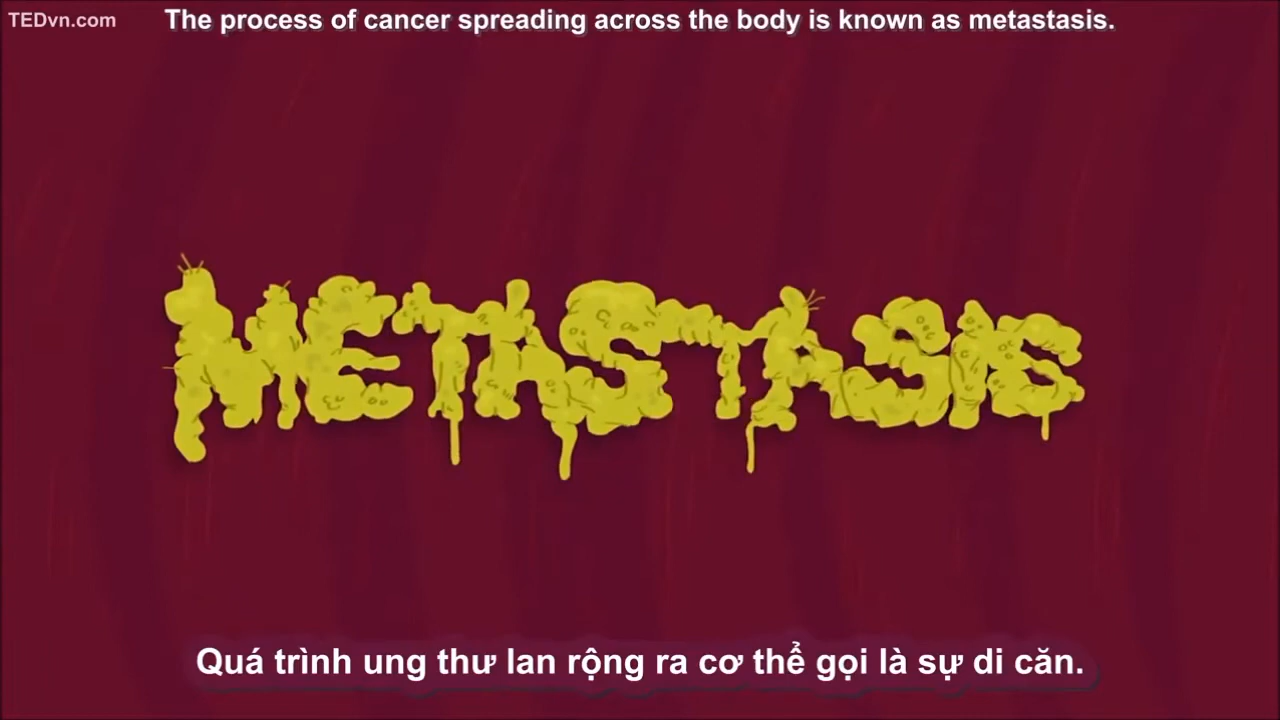 TEDvn.com
The process of cancer spreading across the body is known as metastasis.
METASTASIS
Quá trình ung thư lan rộng ra cơ thể gọi là sự di căn.